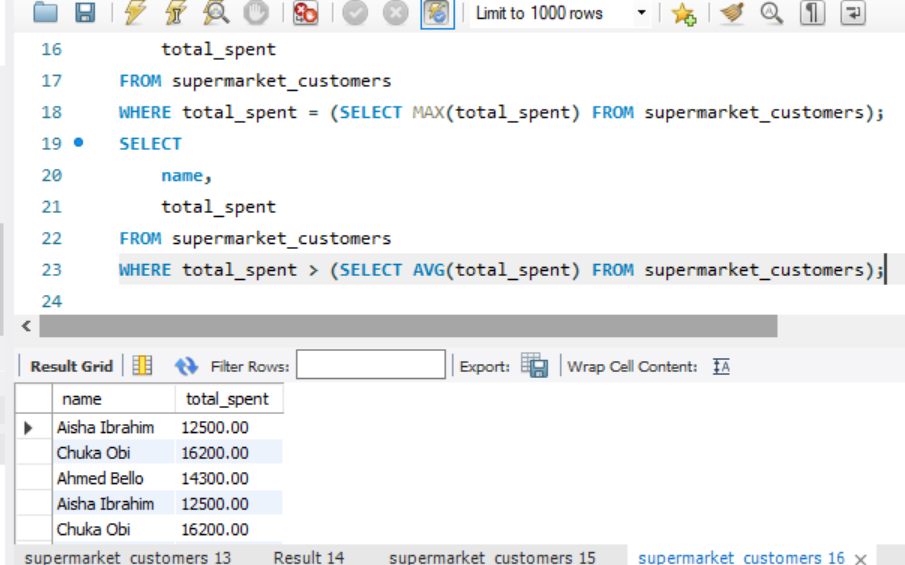 Limit to 1000 rows
16 total_spent
17 FROM supermarket_customers
18 WHERE total_spent = (SELECT MAX(total_spent) FROM supermarket_customers);
19 SELECT
20 name,
21 total_spent
22 FROM supermarket_customers
23 WHERE total_spent > (SELECT AVG(total_spent) FROM supermarket_customers);
24
Result Grid Filter Rows: Export: Wrap Cell Content: IA
name total_spent
Aisha Ibrahim 12500.00
Chuka Obi 16200.00
Ahmed Bello 14300.00
Aisha Ibrahim 12500.00
Chuka Obi 16200.00
supermarket_customers 13 Result 14 supermarket_customers 15 supermarket_customers 16 ×